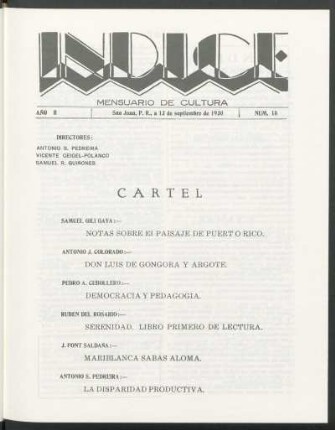 INDICE
MENSUARIO DE CULTURA
AÑO II San Juan, P. R., a 13 de septiembre de 1930 NUM. 18
DIRECTORES:
ANTONIO S. PEDREIRA
VICENTE GEIGEL-POLANCO
SAMUEL R. QUIÑONES
CARTEL
SAMUEL GILI GAYA:—
NOTAS SOBRE EL PAISAJE DE PUERTO RICO.
ANTONIO J. COLORADO:—
DON LUIS DE GONGORA Y ARGOTE.
PEDRO A. CEBOLLERO:—
DEMOCRACIA Y PEDAGOGIA.
RUBEN DEL ROSARIO:—
SERENIDAD, LIBRO PRIMERO DE LECTURA.
J. FONT SALDAÑA:—
MARIBLANCA SABAS ALOMA.
ANTONIO S. PEDREIRA:—
LA DISPARIDAD PRODUCTIVA.